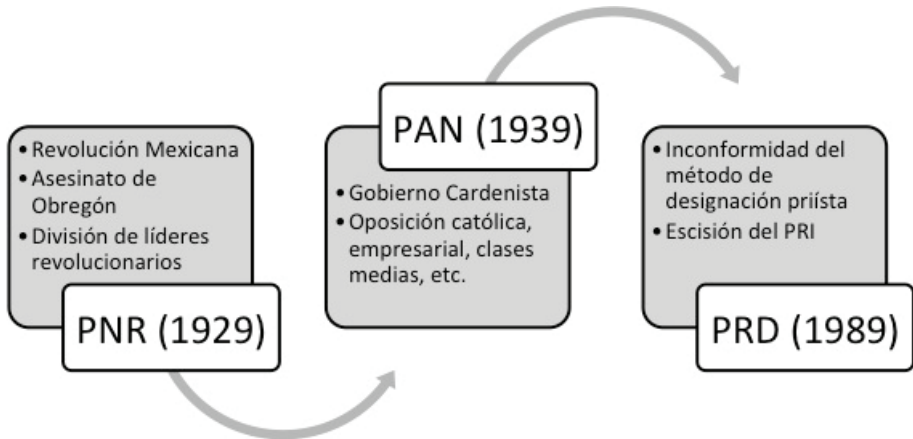 • Revolución Mexicana
• Asesinato de
Obregón
• División de líderes
revolucionarios
PNR (1929)
PAN (1939)
• Gobierno Cardenista
• Oposición católica,
empresarial, clases
medias, etc.
• Inconformidad del
método de
designación priísta
• Escisión del PRI
PRD (1989)